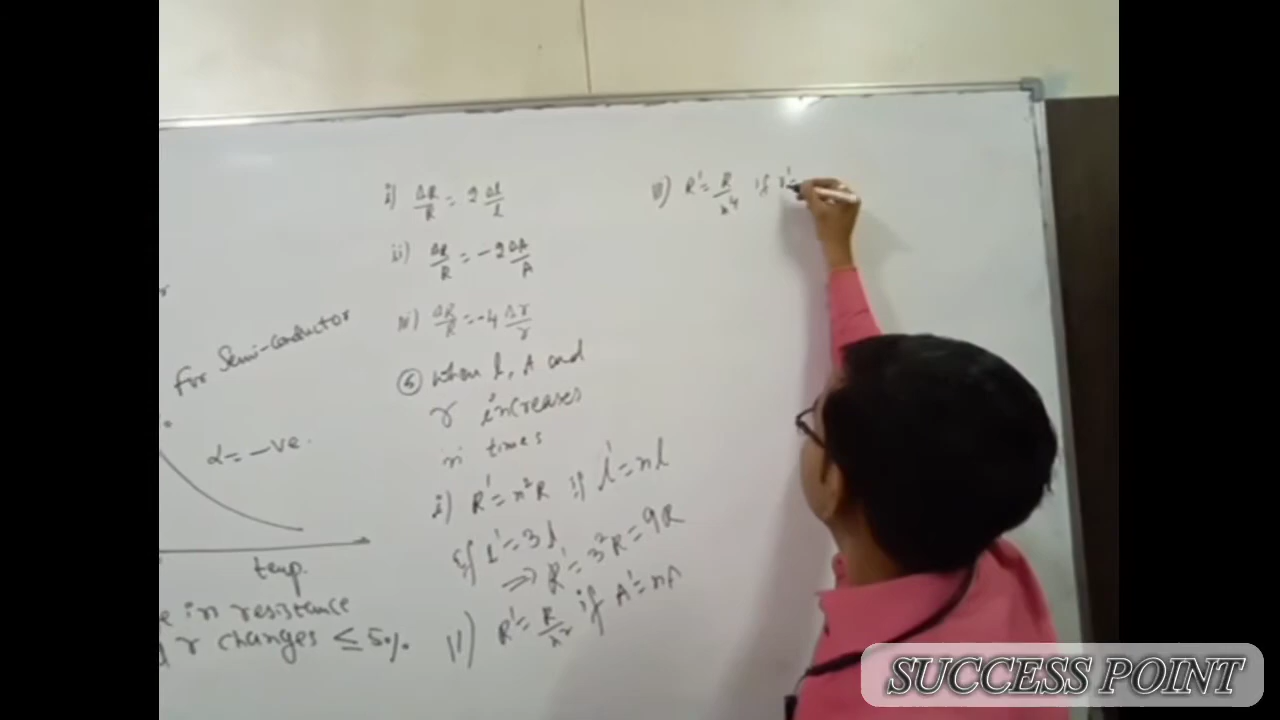 i) ΔR/R = 2 Δl/l
ii) ΔR/R = -2 ΔA/A
iii) ΔR/R = -4 Δr/r
⑤ when l, A and
r increases
n times
i) R' = n²R if l' = nl
if l' = 3l
⇒ R' = 3²R = 9R
ii) R' = R/n² if A' = nA
iii) R' = R/n⁴ if r' =
For Semi-conductor
α = -ve.
temp.
e in resistance
r changes ≤ 5%
SUCCESS POINT